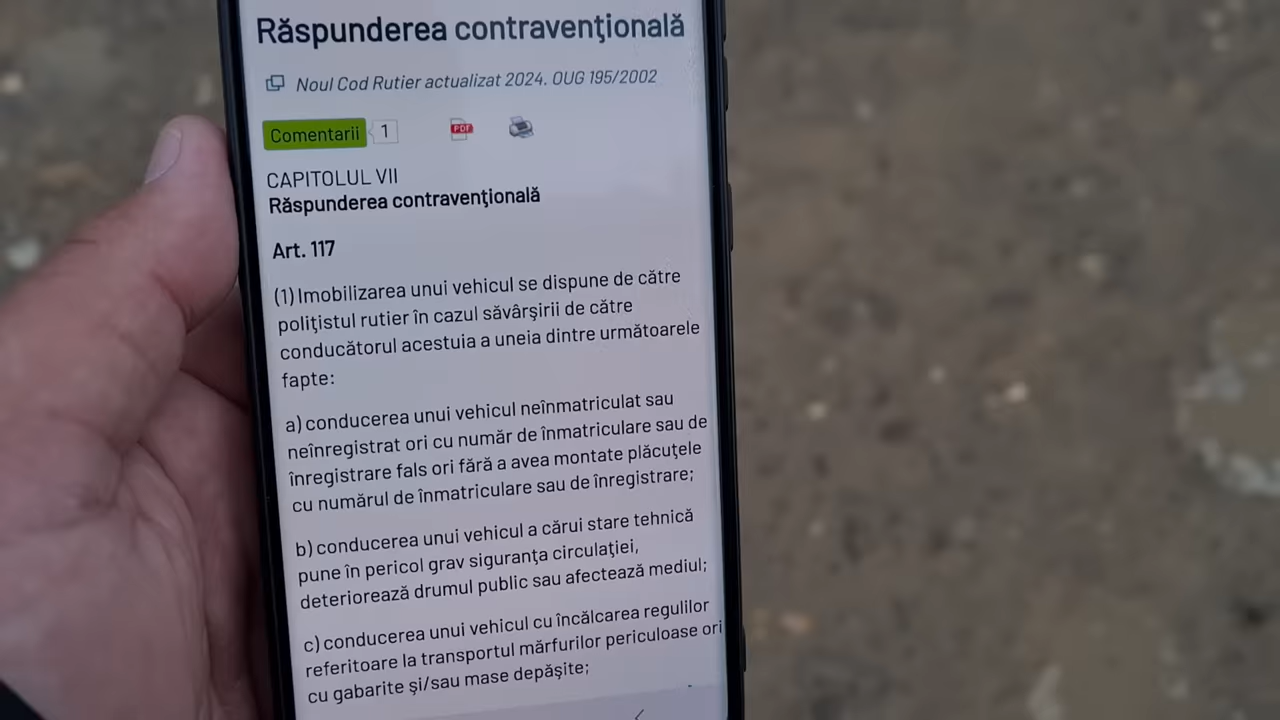 Răspunderea contravenţională
Noul Cod Rutier actualizat 2024. OUG 195/2002
Comentarii 1
PDF
CAPITOLUL VII
Răspunderea contravenţională
Art. 117
(1) Imobilizarea unui vehicul se dispune de către
poliţistul rutier în cazul săvârşirii de către
conducătorul acestuia a uneia dintre următoarele
fapte:
a) conducerea unui vehicul neînmatriculat sau
neînregistrat ori cu număr de înmatriculare sau de
înregistrare fals ori fără a avea montate plăcuţele
cu numărul de înmatriculare sau de înregistrare;
b) conducerea unui vehicul a cărui stare tehnică
pune în pericol grav siguranţa circulaţiei,
deteriorează drumul public sau afectează mediul;
c) conducerea unui vehicul cu încălcarea regulilor
referitoare la transportul mărfurilor periculoase ori
cu gabarite şi/sau mase depăşite;